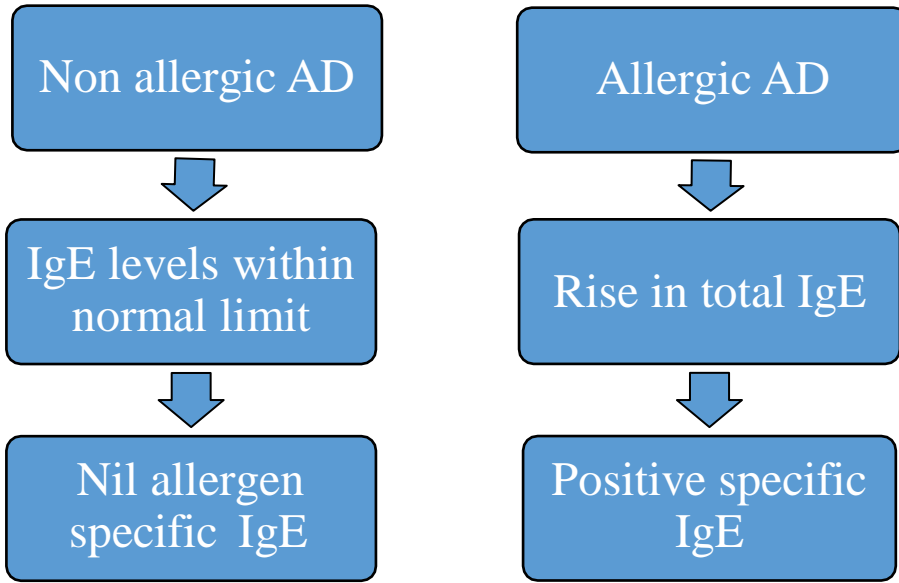 Non allergic AD
IgE levels within
normal limit
Nil allergen
specific IgE
Allergic AD
Rise in total IgE
Positive specific
IgE